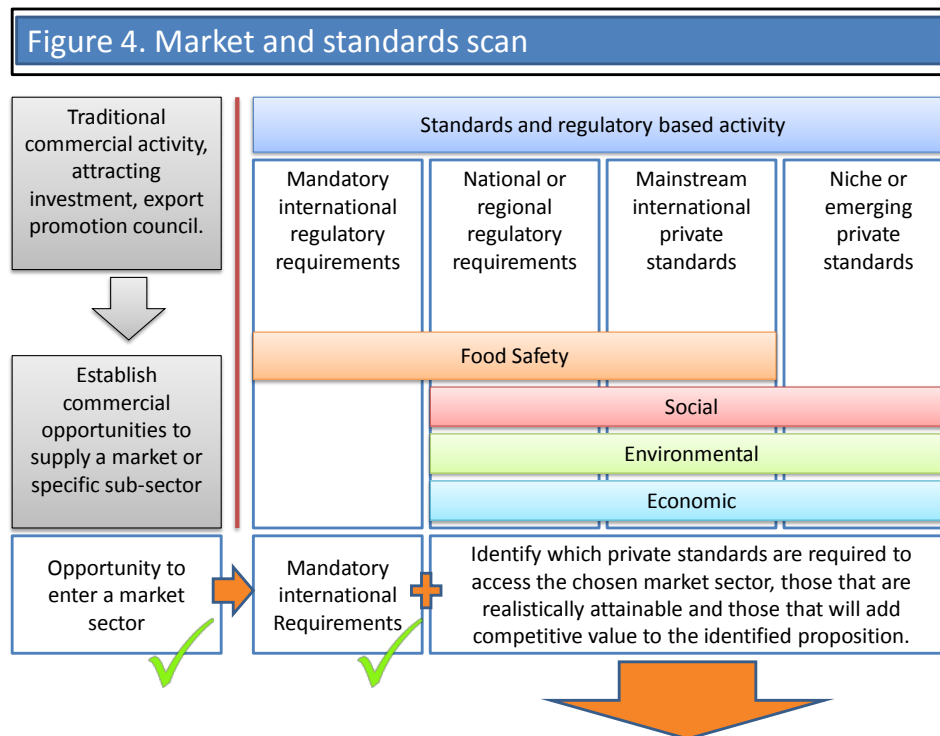 Figure 4. Market and standards scan
Traditional
commercial activity,
attracting
investment, export
promotion council.
Standards and regulatory based activity
Mandatory
international
regulatory
requirements
National or
regional
regulatory
requirements
Mainstream
international
private
standards
Niche or
emerging
private
standards
Food Safety
Establish
commercial
opportunities to
supply a market or
specific sub-sector
Social
Environmental
Economic
Opportunity to
enter a market
sector
Mandatory
international
Requirements
Identify which private standards are required to
access the chosen market sector, those that are
realistically attainable and those that will add
competitive value to the identified proposition.